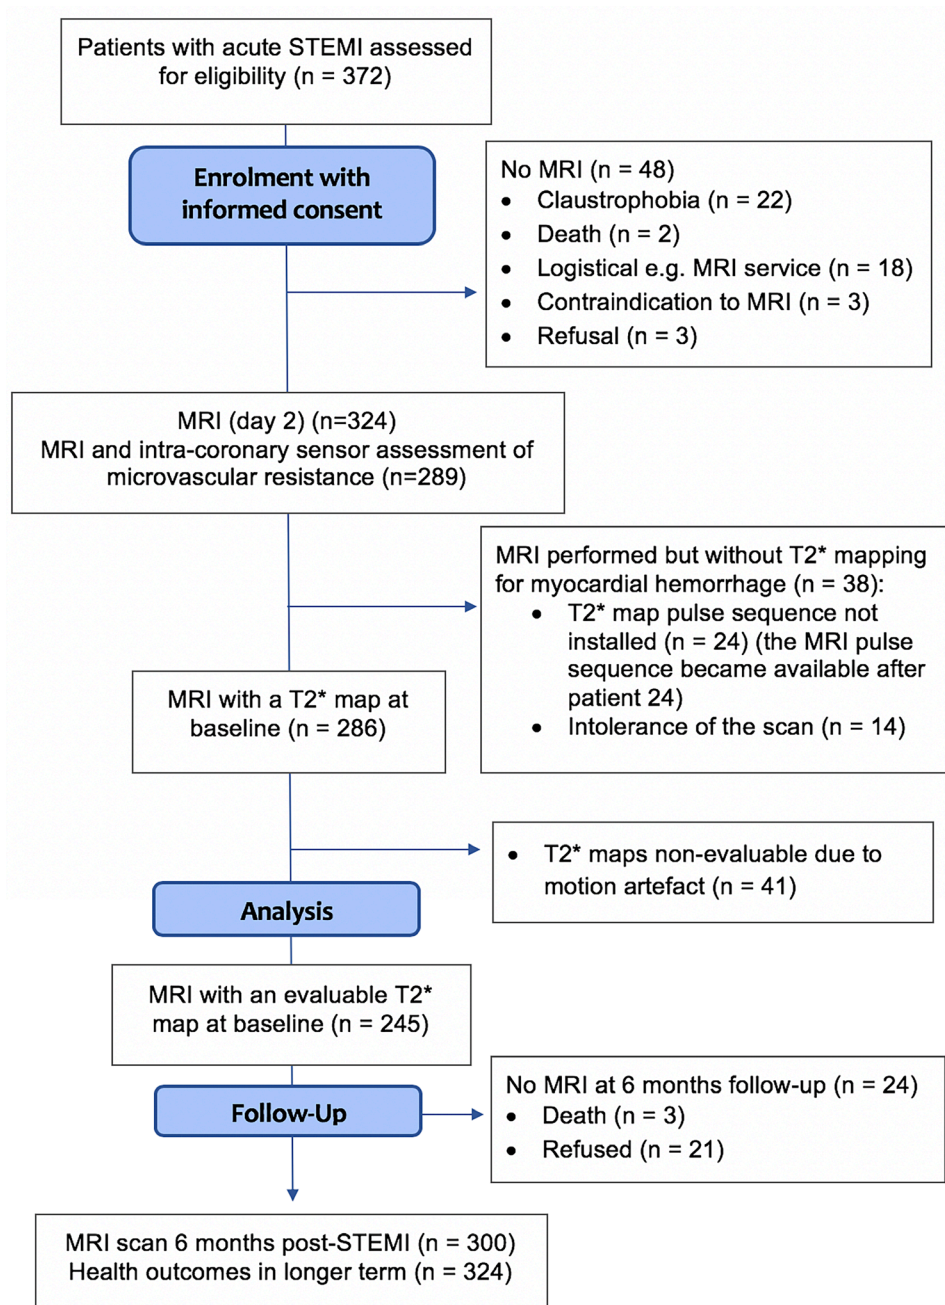 Patients with acute STEMI assessed
for eligibility (n = 372)
Enrolment with
informed consent
No MRI (n = 48)
• Claustrophobia (n = 22)
• Death (n = 2)
• Logistical e.g. MRI service (n = 18)
• Contraindication to MRI (n = 3)
• Refusal (n = 3)
MRI (day 2) (n=324)
MRI and intra-coronary sensor assessment of
microvascular resistance (n=289)
MRI performed but without T2* mapping
for myocardial hemorrhage (n = 38):
• T2* map pulse sequence not
installed (n = 24) (the MRI pulse
sequence became available after
patient 24)
• Intolerance of the scan (n = 14)
MRI with a T2* map at
baseline (n = 286)
• T2* maps non-evaluable due to
motion artefact (n = 41)
Analysis
MRI with an evaluable T2*
map at baseline (n = 245)
No MRI at 6 months follow-up (n = 24)
• Death (n = 3)
• Refused (n = 21)
Follow-Up
MRI scan 6 months post-STEMI (n = 300)
Health outcomes in longer term (n = 324)